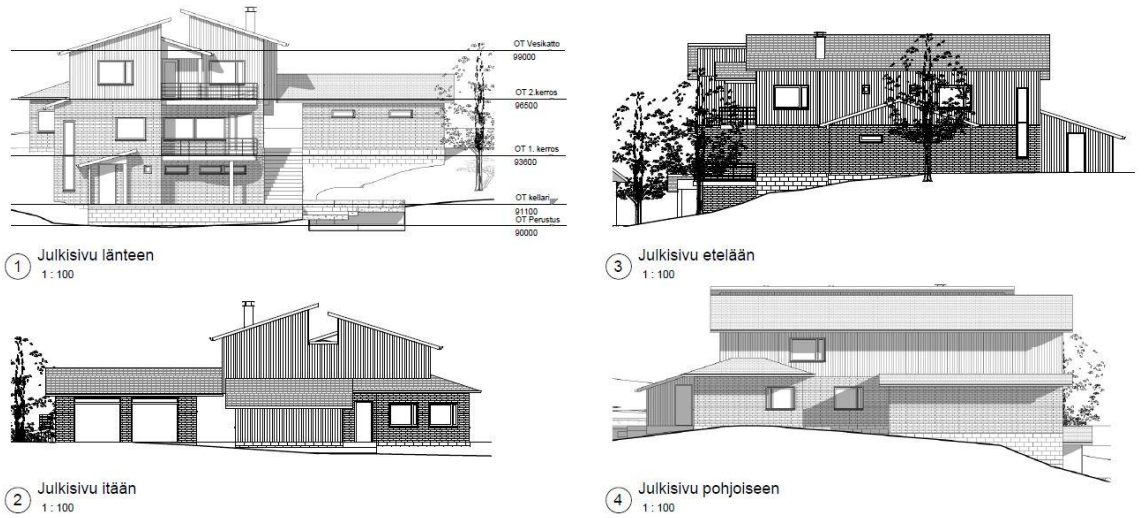 OT Vesikatto
99000
OT 2.kerros
96500
OT 1. kerros
93600
OT kellari
91100
OT Perustus
90000
1 Julkisivu länteen
1 : 100
3 Julkisivu etelään
1 : 100
2 Julkisivu itään
1 : 100
4 Julkisivu pohjoiseen
1 : 100